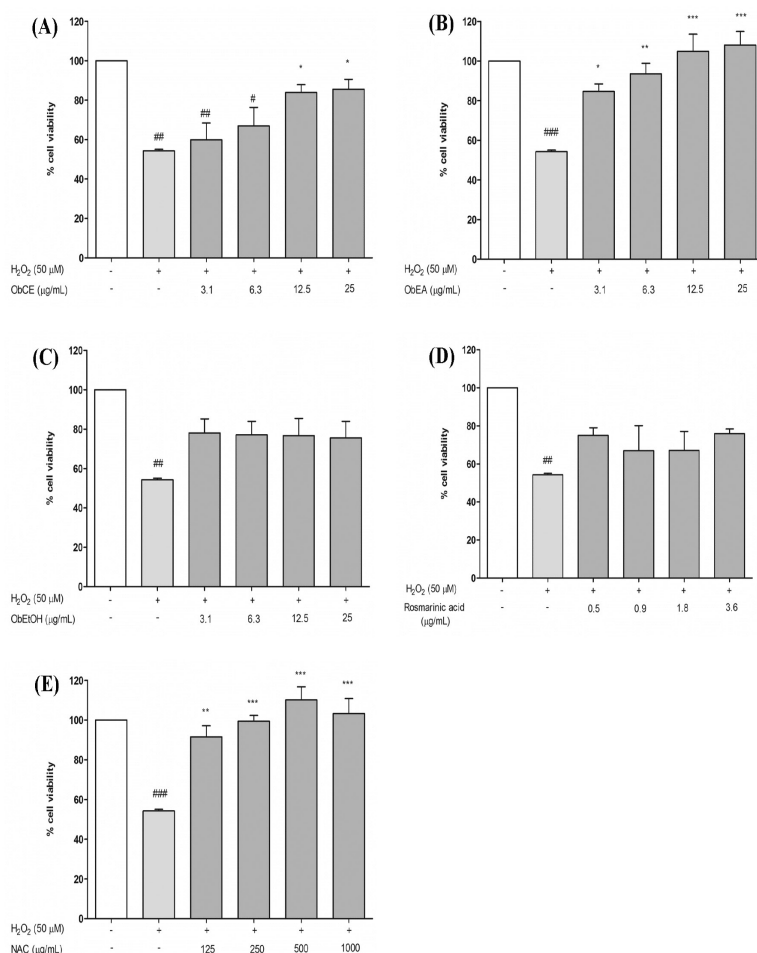 (A)
% cell viability
120
100
80
60
40
20
0
##
##
#
*
*
H₂O₂ (50 µM) - + + + + +
ObCE (µg/mL) - - 3.1 6.3 12.5 25
(B)
% cell viability
120
100
80
60
40
20
0
###
*
**
***
***
H₂O₂ (50 µM) - + + + + +
ObEA (µg/mL) - - 3.1 6.3 12.5 25
(C)
% cell viability
120
100
80
60
40
20
0
##
H₂O₂ (50 µM) - + + + + +
ObEtOH (µg/mL) - - 3.1 6.3 12.5 25
(D)
% cell viability
120
100
80
60
40
20
0
##
H₂O₂ (50 µM) - + + + + +
Rosmarinic acid - - 0.5 0.9 1.8 3.6
(µg/mL)
(E)
% cell viability
120
100
80
60
40
20
0
###
**
***
***
***
H₂O₂ (50 µM) - + + + + +
NAC (µg/mL) - - 125 250 500 1000